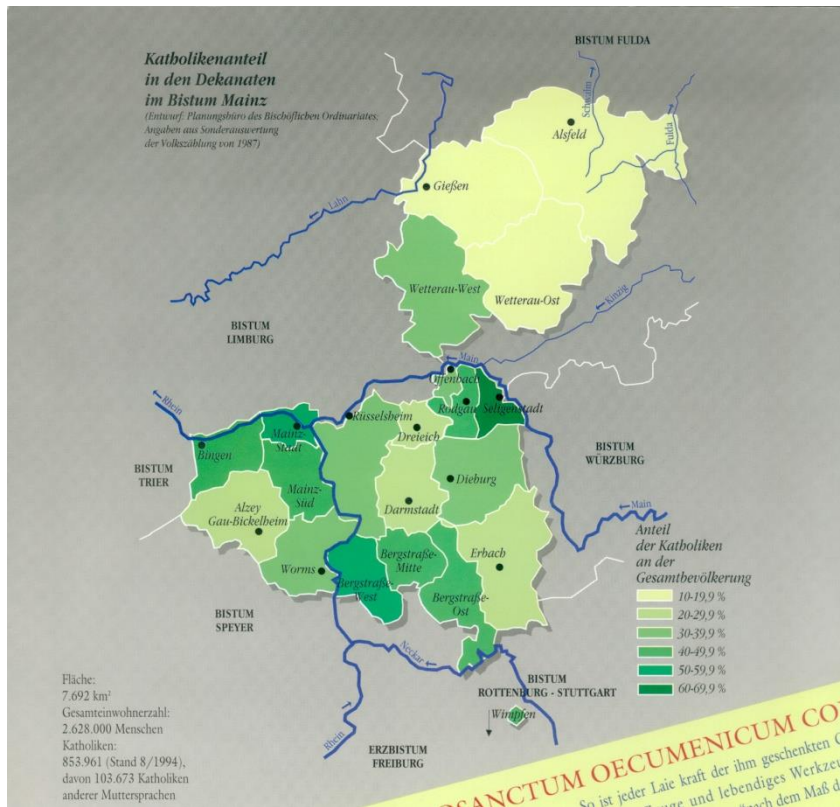 Katholikenanteil
in den Dekanaten
im Bistum Mainz
(Entwurf: Planungsbüro des Bischöflichen Ordinariates,
Angaben aus Sonderauswertung
der Volkszählung von 1987)
BISTUM FULDA
Schwalm
Alsfeld
Fulda
Gießen
Lahn
Wetterau-West
Wetterau-Ost
Kinzig
BISTUM
LIMBURG
Main
Offenbach
Rhein
Rüsselsheim
Rodgau
Seligenstadt
Mainz-
Stadt
Dreieich
Bingen
BISTUM
TRIER
BISTUM
WÜRZBURG
Mainz-
Süd
Dieburg
Alzey
Gau-Bickelheim
Darmstadt
Main
Worms
Bergstraße-
Mitte
Erbach
Bergstraße-
West
Bergstraße-
Ost
BISTUM
SPEYER
Neckar
Anteil
der Katholiken
an der
Gesamtbevölkerung
10-19,9 %
20-29,9 %
30-39,9 %
40-49,9 %
50-59,9 %
60-69,9 %
BISTUM
ROTTENBURG - STUTTGART
Wimpfen
Rhein
ERZBISTUM
FREIBURG
Fläche:
7.692 km²
Gesamteinwohnerzahl:
2.628.000 Menschen
Katholiken:
853.961 (Stand 8/1994),
davon 103.673 Katholiken
anderer Muttersprachen
OSANCTUM OECUMENICUM CO
So ist jeder Laie kraft der ihm geschenkten
und lebendiges Werkzeu
nach dem Maß d